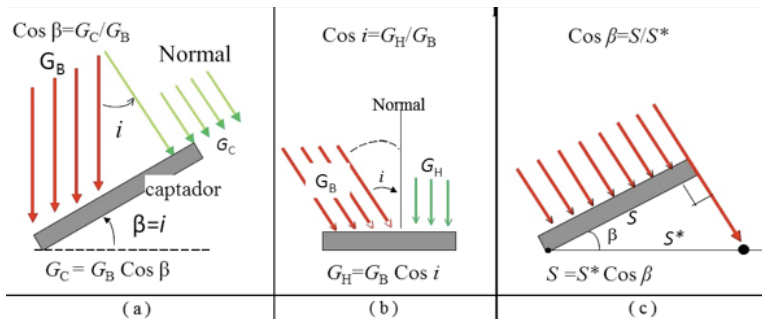 Cos β=G_C/G_B
G_B
Normal
i
G_C
captador
β=i
G_C = G_B Cos β
( a )
Cos i=G_H/G_B
Normal
G_B
i
G_H
G_H=G_B Cos i
( b )
Cos β=S/S*
S
β
S*
S =S* Cos β
( c )